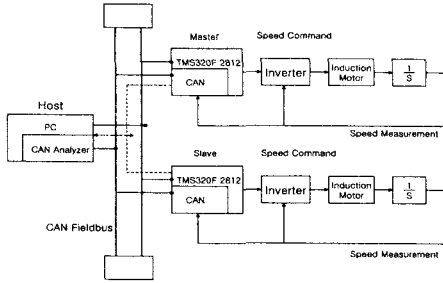 Master
Speed Command
TMS320F 2812
CAN
Inverter
Induction
Motor
1
S
Speed Measurement
Host
PC
CAN Analyzer
CAN Fieldbus
Slave
Speed Command
TMS320F 2812
CAN
Inverter
Induction
Motor
1
S
Speed Measurement